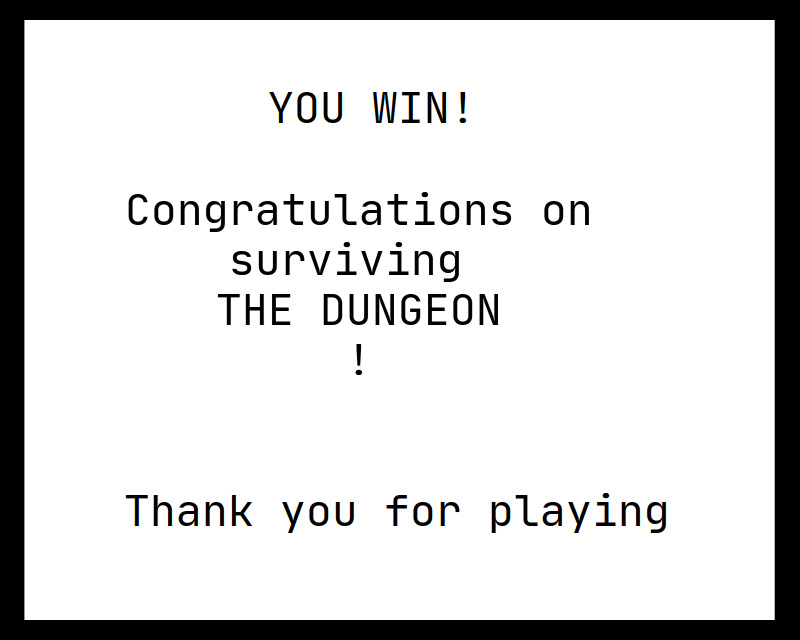 YOU WIN!
Congratulations on
surviving
THE DUNGEON
!
Thank you for playing